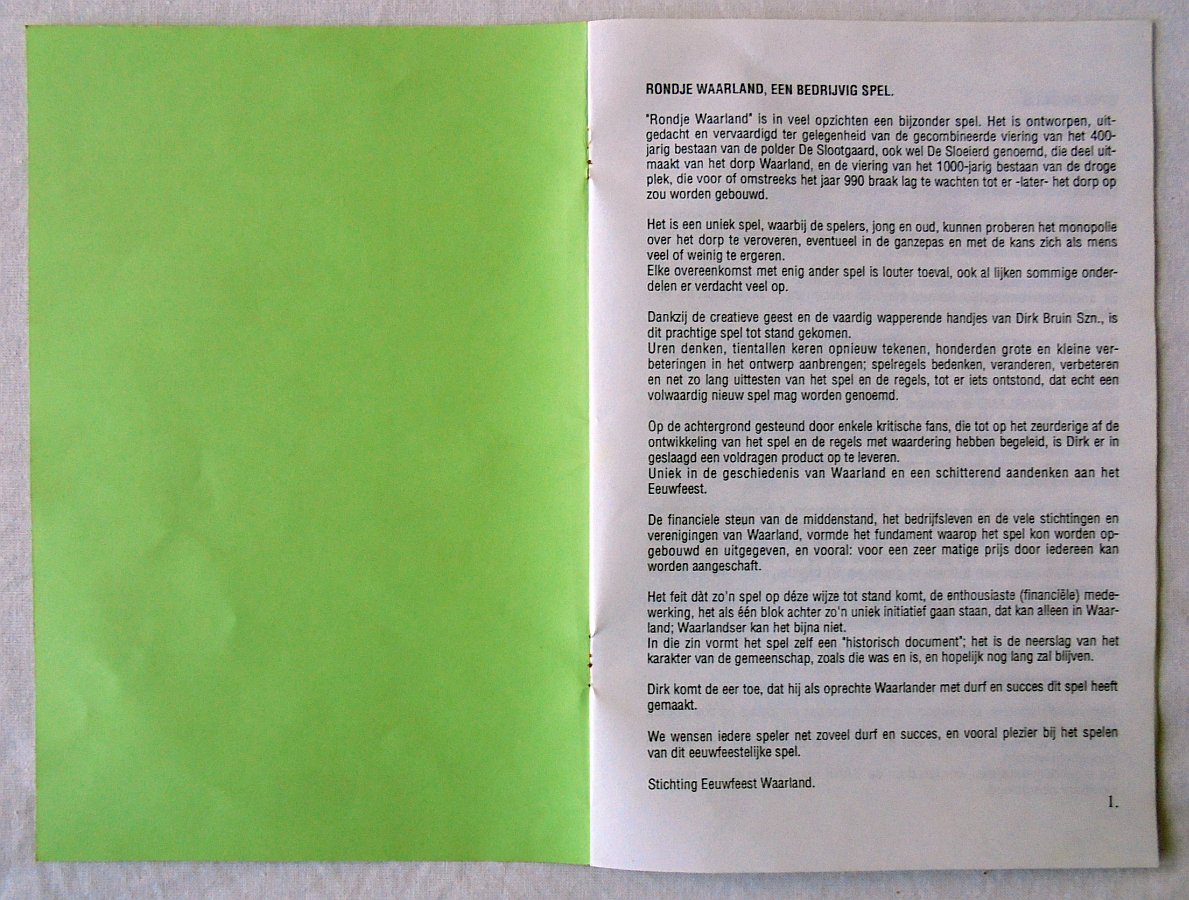 RONDJE WAARLAND, EEN BEDRIJVIG SPEL.
"Rondje Waarland" is in veel opzichten een bijzonder spel. Het is ontworpen, uit-
gedacht en vervaardigd ter gelegenheid van de gecombineerde viering van het 400-
jarig bestaan van de polder De Slootgaard, ook wel De Sloeierd genoemd, die deel uit-
maakt van het dorp Waarland, en de viering van het 1000-jarig bestaan van de droge
plek, die voor of omstreeks het jaar 990 braak lag te wachten tot er -later- het dorp op
zou worden gebouwd.
Het is een uniek spel, waarbij de spelers, jong en oud, kunnen proberen het monopolie
over het dorp te veroveren, eventueel in de ganzepas en met de kans zich als mens
veel of weinig te ergeren.
Elke overeenkomst met enig ander spel is louter toeval, ook al lijken sommige onder-
delen er verdacht veel op.
Dankzij de creatieve geest en de vaardig wapperende handjes van Dirk Bruin Szn., is
dit prachtige spel tot stand gekomen.
Uren denken, tientallen keren opnieuw tekenen, honderden grote en kleine ver-
beteringen in het ontwerp aanbrengen; spelregels bedenken, veranderen, verbeteren
en net zo lang uittesten van het spel en de regels, tot er iets ontstond, dat echt een
volwaardig nieuw spel mag worden genoemd.
Op de achtergrond gesteund door enkele kritische fans, die tot op het zeurderige af de
ontwikkeling van het spel en de regels met waardering hebben begeleid, is Dirk er in
geslaagd een voldragen product op te leveren.
Uniek in de geschiedenis van Waarland en een schitterend aandenken aan het
Eeuwfeest.
De financiele steun van de middenstand, het bedrijfsleven en de vele stichtingen en
verenigingen van Waarland, vormde het fundament waarop het spel kon worden op-
gebouwd en uitgegeven, en vooral: voor een zeer matige prijs door iedereen kan
worden aangeschaft.
Het feit dàt zo'n spel op déze wijze tot stand komt, de enthousiaste (financiële) mede-
werking, het als één blok achter zo'n uniek initiatief gaan staan, dat kan alleen in Waar-
land; Waarlandser kan het bijna niet.
In die zin vormt het spel zelf een "historisch document"; het is de neerslag van het
karakter van de gemeenschap, zoals die was en is, en hopelijk nog lang zal blijven.
Dirk komt de eer toe, dat hij als oprechte Waarlander met durf en succes dit spel heeft
gemaakt.
We wensen iedere speler net zoveel durf en succes, en vooral plezier bij het spelen
van dit eeuwfeestelijke spel.
Stichting Eeuwfeest Waarland.
1.